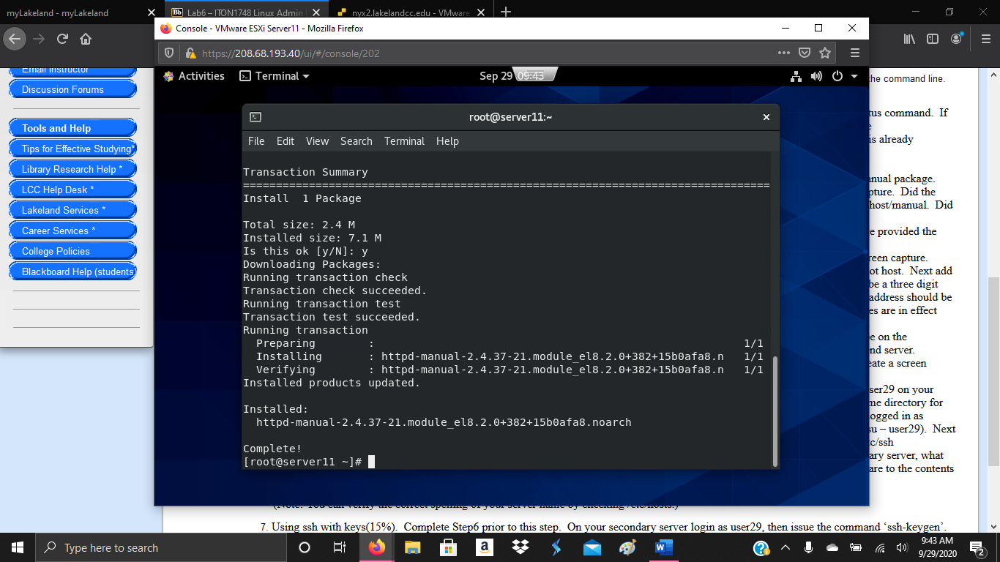 myLakeland - myLakeland
Bb Lab6 – ITON1748 Linux Admin
nyx2.lakelandcc.edu - VMware
Console - VMware ESXi Server11 - Mozilla Firefox
https://208.68.193.40/ui/#/console/202
Activities
Terminal
Sep 29 09:43
root@server11:~
File Edit View Search Terminal Help
Transaction Summary
================================================================================
Install 1 Package
Total size: 2.4 M
Installed size: 7.1 M
Is this ok [y/N]: y
Downloading Packages:
Running transaction check
Transaction check succeeded.
Running transaction test
Transaction test succeeded.
Running transaction
Preparing : 1/1
Installing : httpd-manual-2.4.37-21.module_el8.2.0+382+15b0afa8.n 1/1
Verifying : httpd-manual-2.4.37-21.module_el8.2.0+382+15b0afa8.n 1/1
Installed products updated.
Installed:
httpd-manual-2.4.37-21.module_el8.2.0+382+15b0afa8.noarch
Complete!
[root@server11 ~]#
Email Instructor
Discussion Forums
Tools and Help
Tips for Effective Studying*
Library Research Help *
LCC Help Desk *
Lakeland Services *
Career Services *
College Policies
Blackboard Help (students
the command line.
tus command. If
e
is already
anual package.
pture. Did the
host/manual. Did
e provided the
reen capture.
ot host. Next add
be a three digit
address should be
es are in effect
e on the
nd server.
eate a screen
ser29 on your
me directory for
logged in as
su – user29). Next
tc/ssh
ary server, what
are to the contents
(Note: You can verify the correct spelling of your server name by checking /etc/hosts.)
7. Using ssh with keys(15%). Complete Step6 prior to this step. On your secondary server login as user29, then issue the command ‘ssh-keygen’.
Type here to search
9:43 AM
9/29/2020
2